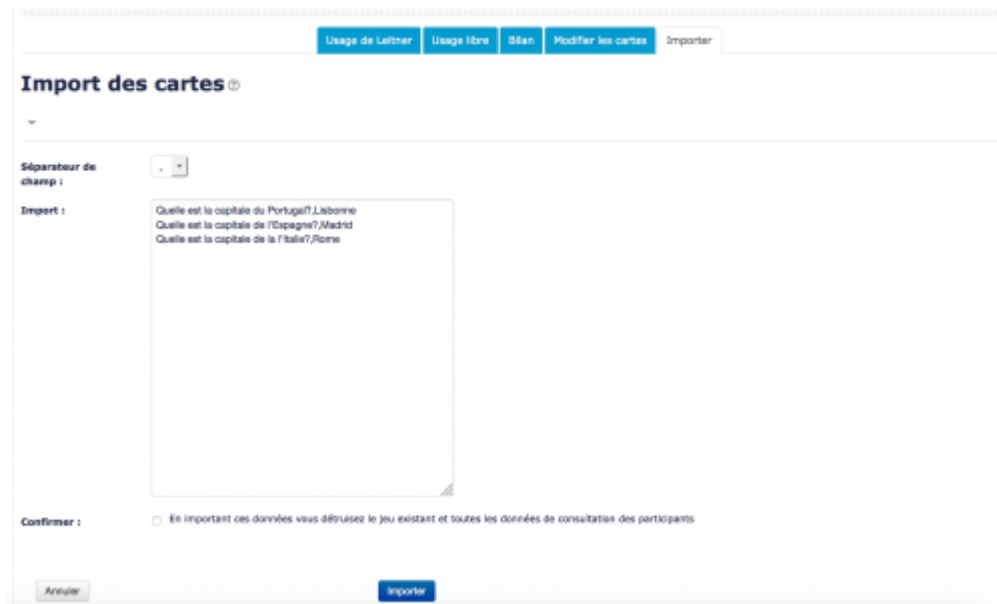 Usage de Leitner Usage libre Bilan Modifier les cartes Importer
Import des cartes
Séparateur de
champ :
,
Import :
Quelle est la capitale du Portugal?,Lisbonne
Quelle est la capitale de l'Espagne?,Madrid
Quelle est la capitale de la l'Italie?,Rome
Confirmer :
En important ces données vous détruisez le jeu existant et toutes les données de consultation des participants
Annuler Importer